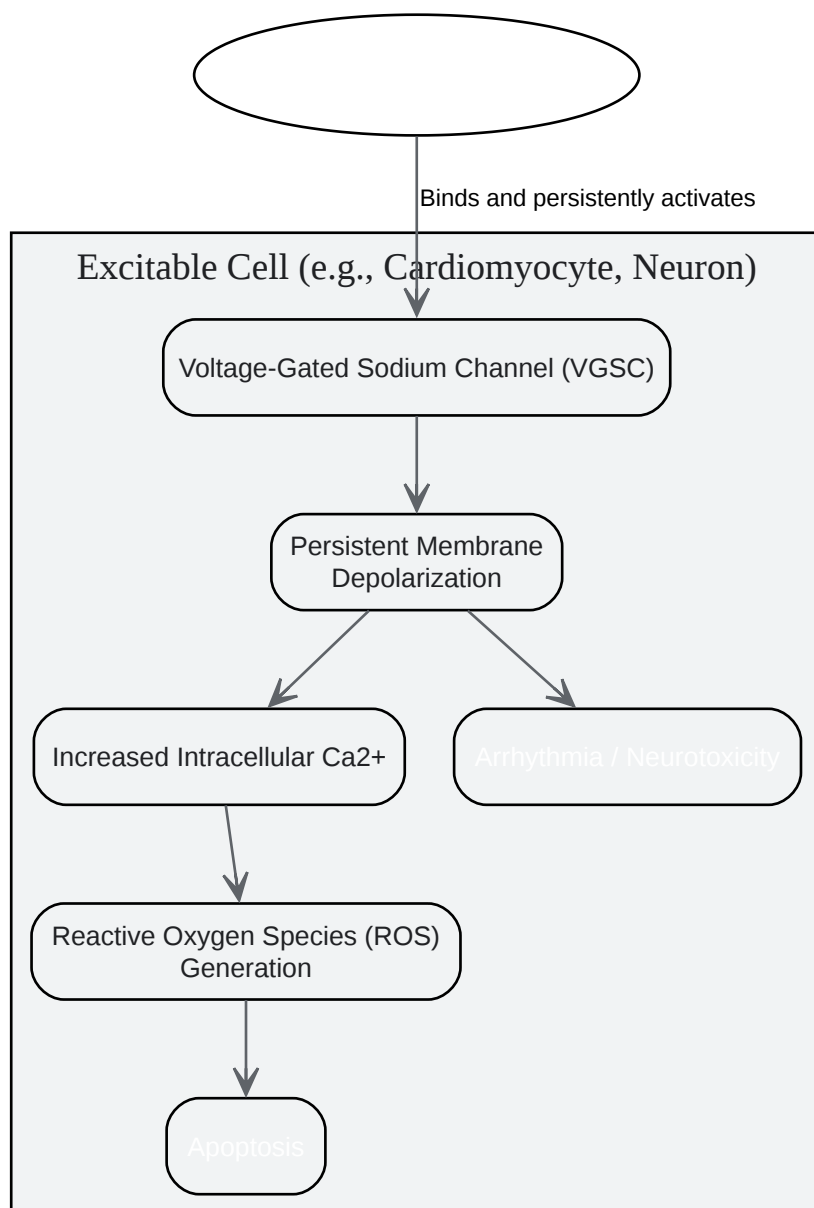 Binds and persistently activates
Excitable Cell (e.g., Cardiomyocyte, Neuron)
Voltage-Gated Sodium Channel (VGSC)
Persistent Membrane
Depolarization
Increased Intracellular Ca2+
Arrhythmia / Neurotoxicity
Reactive Oxygen Species (ROS)
Generation
Apoptosis